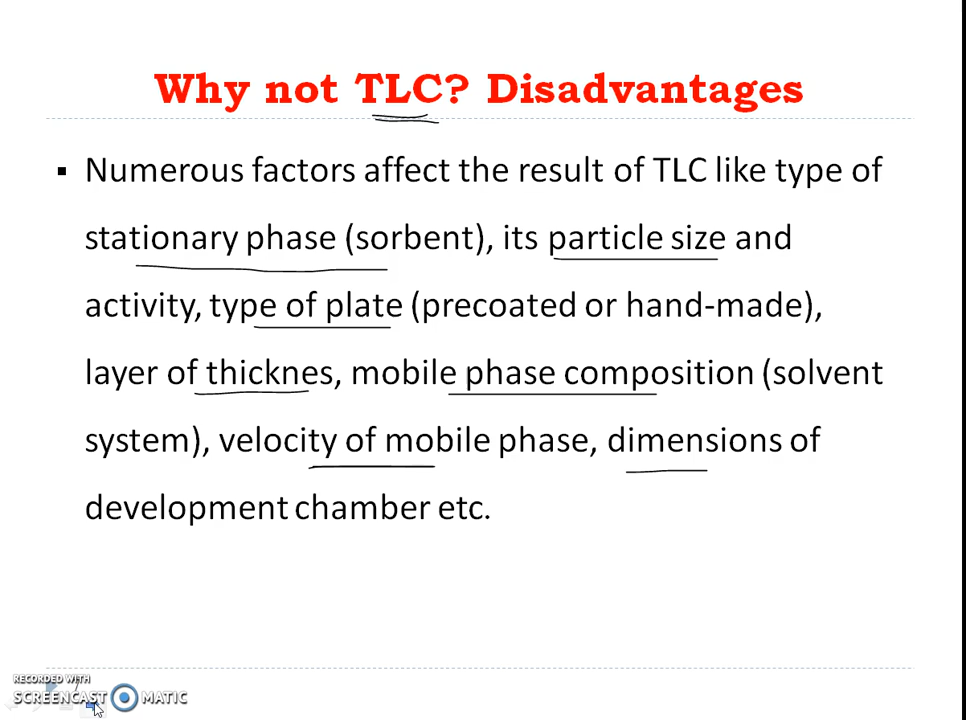 Why not TLC? Disadvantages
▪ Numerous factors affect the result of TLC like type of
stationary phase (sorbent), its particle size and
activity, type of plate (precoated or hand-made),
layer of thicknes, mobile phase composition (solvent
system), velocity of mobile phase, dimensions of
development chamber etc.
7
RECORDED WITH
SCREENCAST MATIC